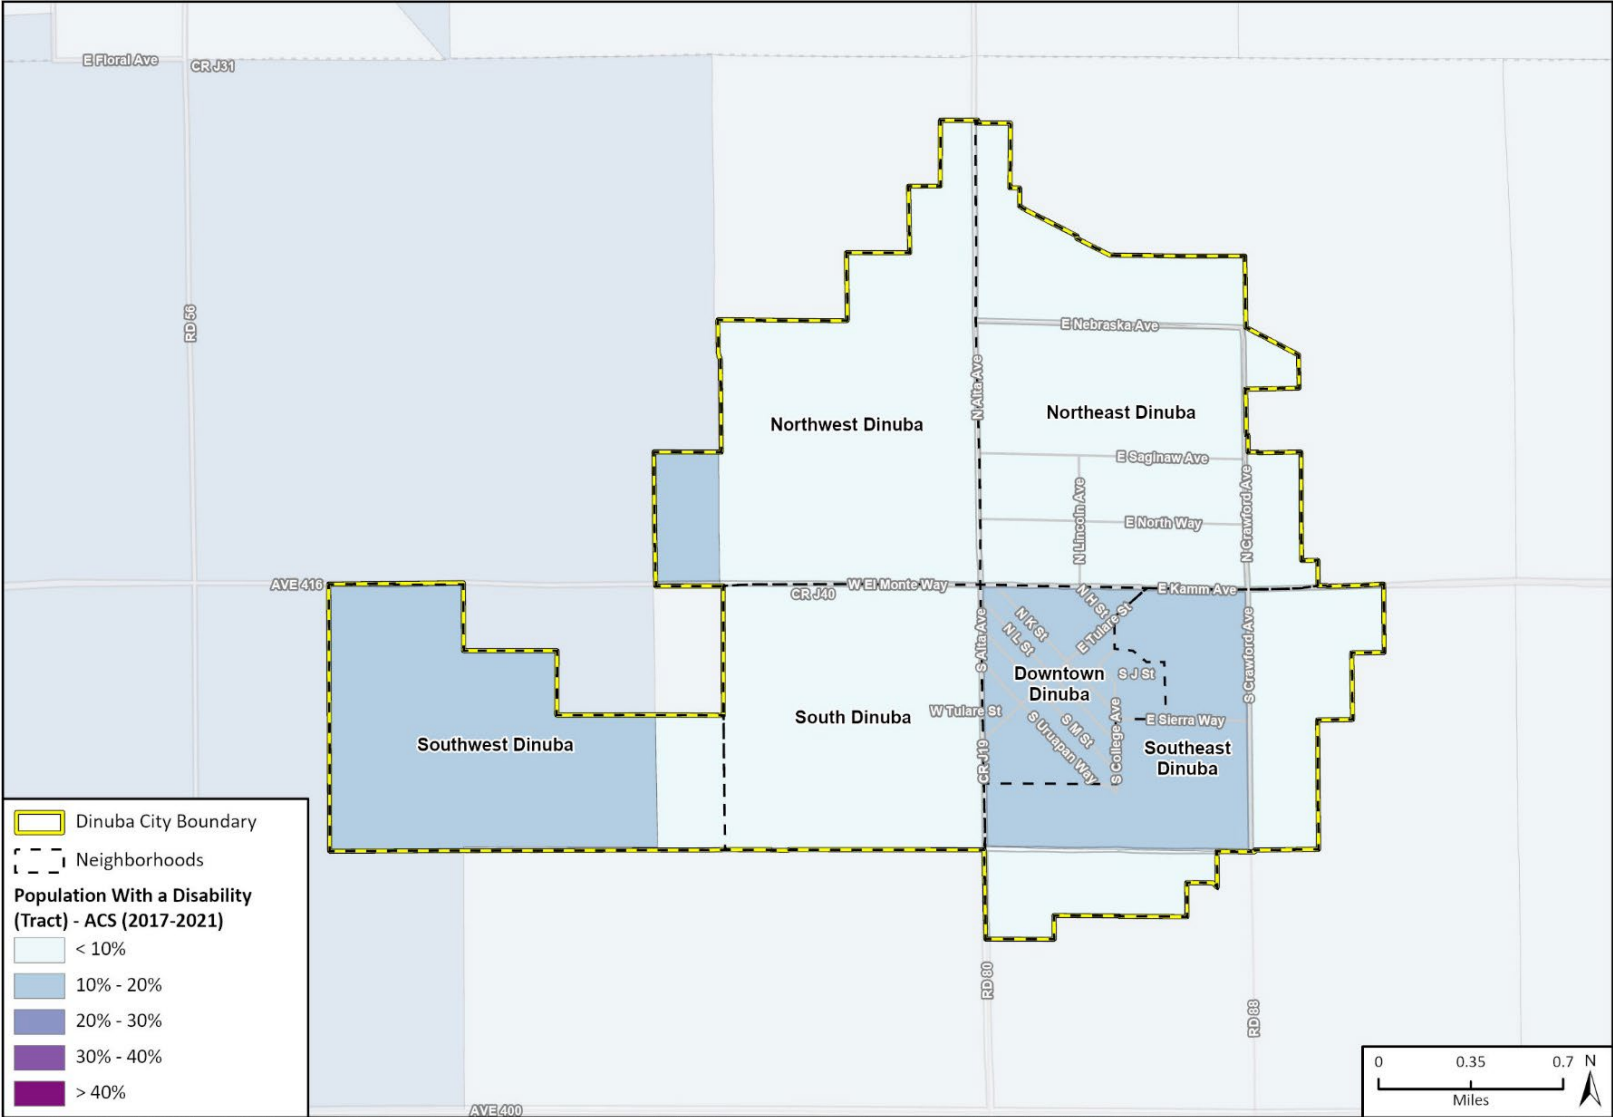 E Floral Ave
CR J31
RD 56
E Nebraska Ave
N Alta Ave
Northwest Dinuba
Northeast Dinuba
E Saginaw Ave
N Lincoln Ave
E North Way
N Crawford Ave
AVE 416
W El Monte Way
CR J40
E Kamm Ave
N H St
N K St
N L St
E Tulare St
S Alta Ave
S Crawford Ave
Downtown
Dinuba
S J St
W Tulare St
South Dinuba
S Uruapan Way
S M St
S College Ave
E Sierra Way
Southwest Dinuba
Southeast
Dinuba
CR J19
RD 80
RD 88
AVE 400
Dinuba City Boundary
Neighborhoods
Population With a Disability
(Tract) - ACS (2017-2021)
< 10%
10% - 20%
20% - 30%
30% - 40%
> 40%
0 0.35 0.7 N
Miles